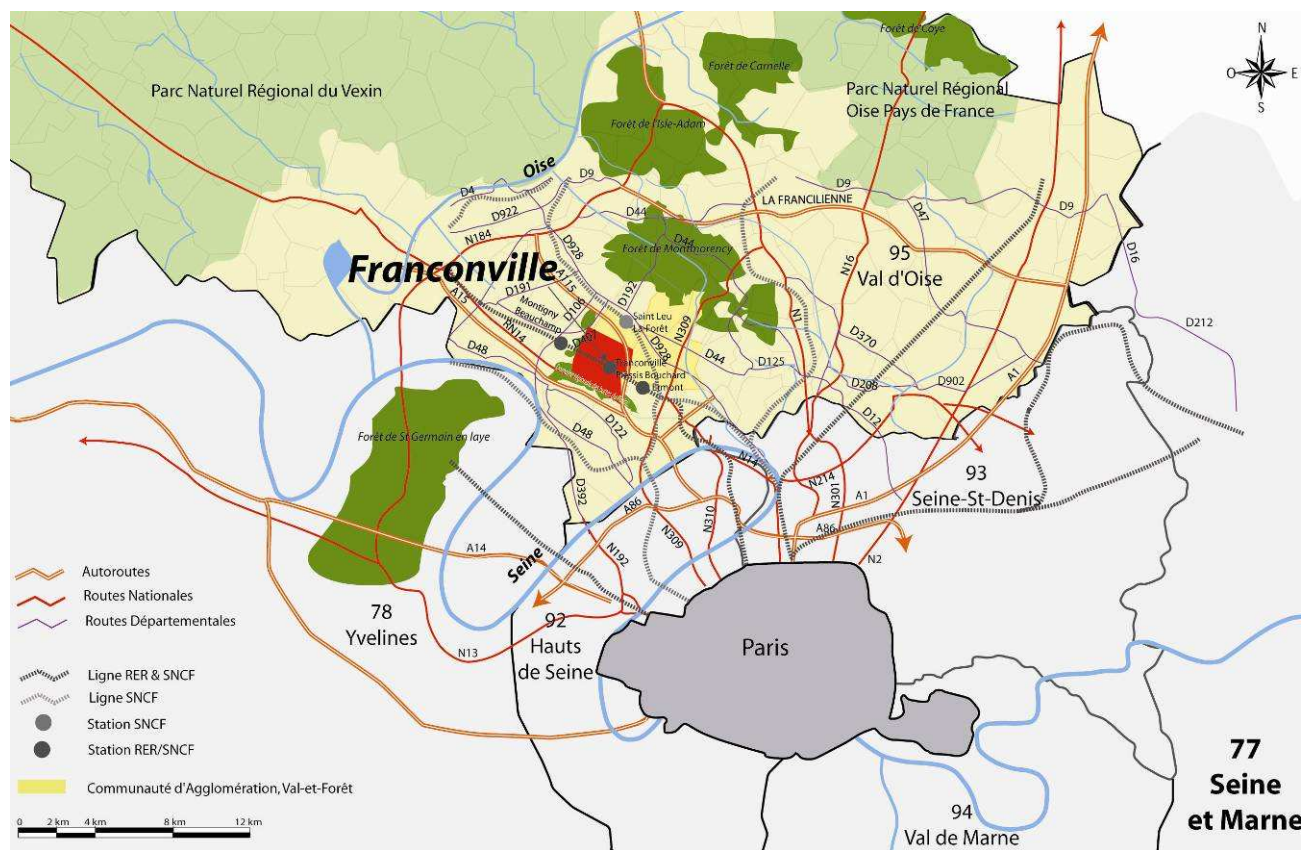 Forêt de Coye
N
O
E
S
Forêt de Carnelle
Parc Naturel Régional du Vexin
Parc Naturel Régional
Oise Pays de France
Forêt de l'Isle-Adam
Oise
D4
D9
D9
D9
D922
D44
LA FRANCILIENNE
D47
N184
D928
Forêt de Montmorency
D44
D16
N16
95
Val d'Oise
Franconville
A115
D192
D191
A15
Montigny
Beauchamp
D106
Saint Leu
La Forêt
N309
N1
RN14
D407
D928
D370
D212
D48
Franconville
Plessis Bouchard
Ermont
D44
D125
D208
D902
A1
D122
D12
Forêt de St Germain en laye
D48
N14
93
Seine-St-Denis
D392
N214
N301
A1
A86
N310
A86
A14
Seine
N192
N309
N2
Autoroutes
Routes Nationales
Routes Départementales
78
Yvelines
92
Hauts
de Seine
N13
Paris
Ligne RER & SNCF
Ligne SNCF
Station SNCF
Station RER/SNCF
Communauté d'Agglomération, Val-et-Forêt
77
Seine
et Marne
94
Val de Marne
0 2 km 4 km 8 km 12 km